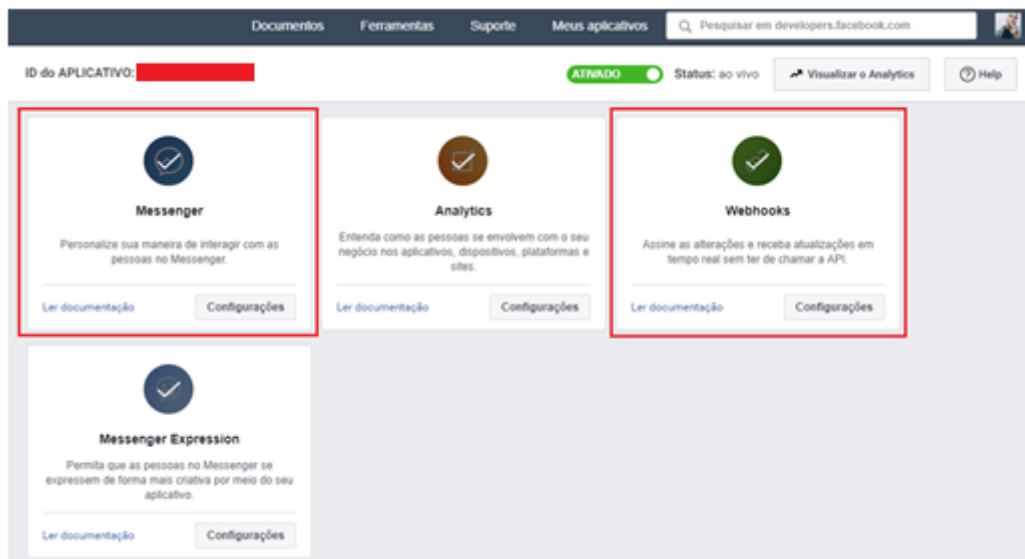 Documentos Ferramentas Suporte Meus aplicativos Pesquisar em developers.facebook.com
ID do APLICATIVO: ATIVADO Status: ao vivo Visualizar o Analytics Help
Messenger
Personalize sua maneira de interagir com as
pessoas no Messenger.
Ler documentação Configurações
Analytics
Entenda como as pessoas se envolvem com o seu
negócio nos aplicativos, dispositivos, plataformas e
sites.
Ler documentação Configurações
Webhooks
Assine as alterações e receba atualizações em
tempo real sem ter de chamar a API.
Ler documentação Configurações
Messenger Expression
Permita que as pessoas no Messenger se
expressem de forma mais criativa por meio do seu
aplicativo.
Ler documentação Configurações